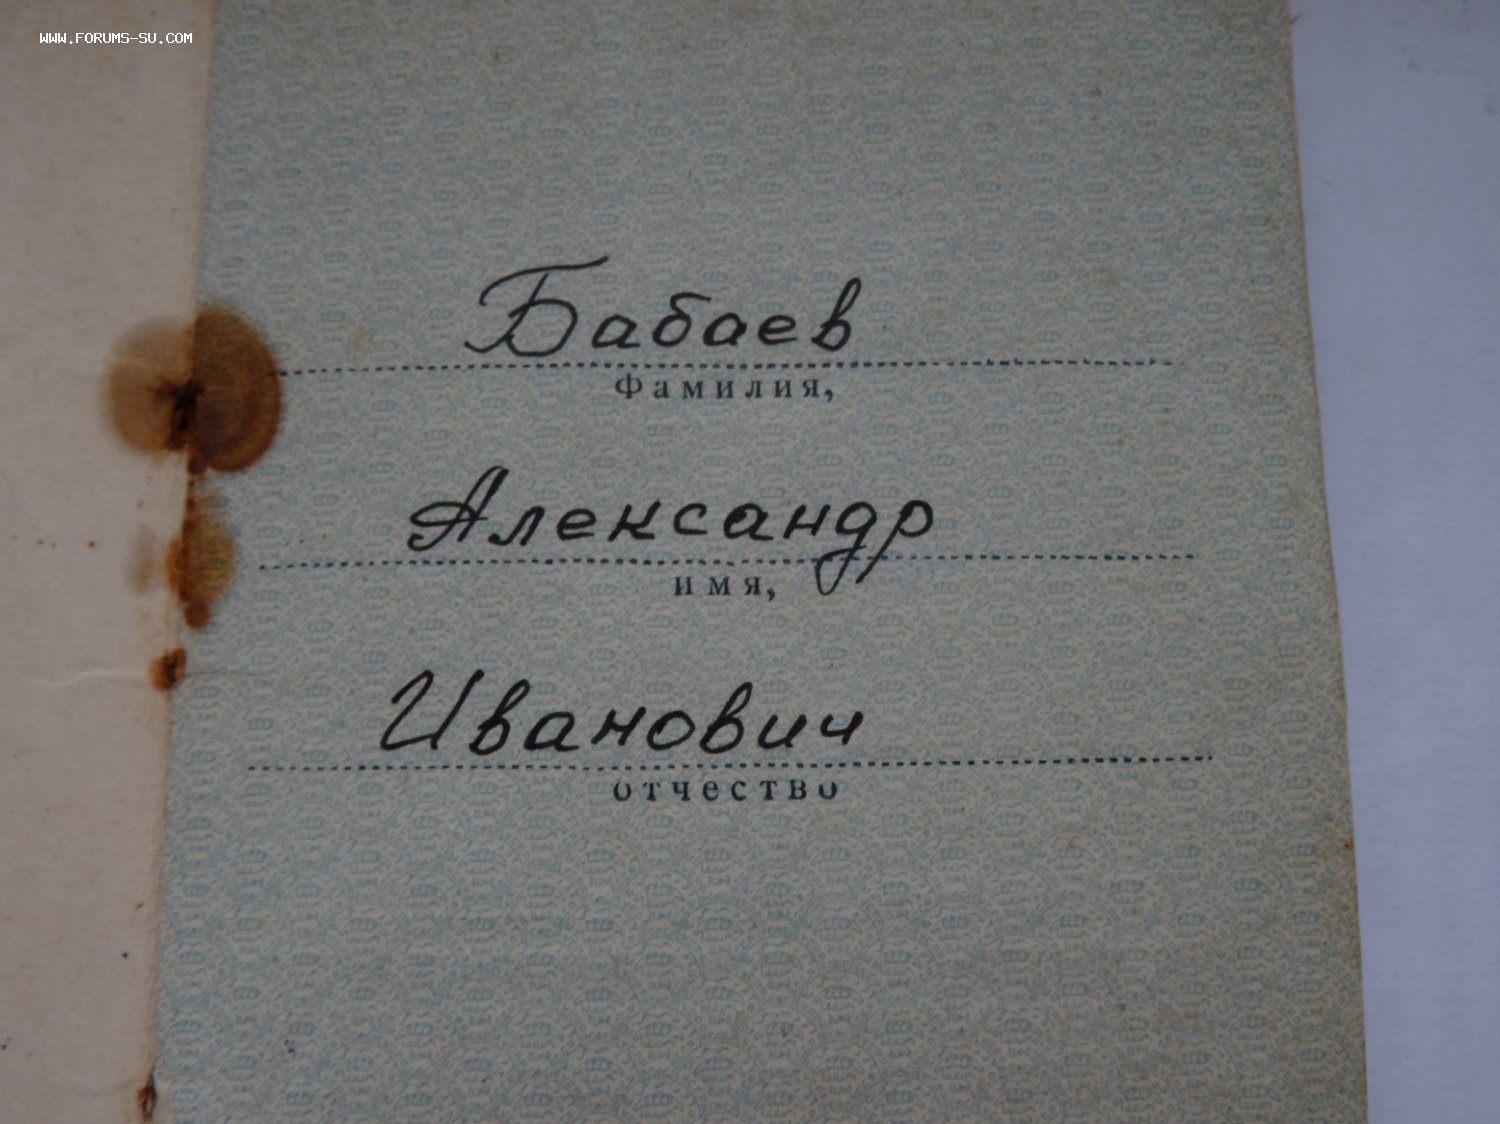 WWW.FORUMS-SU.COM
Бабаев
Фамилия,
Александр
имя,
Иванович
отчество